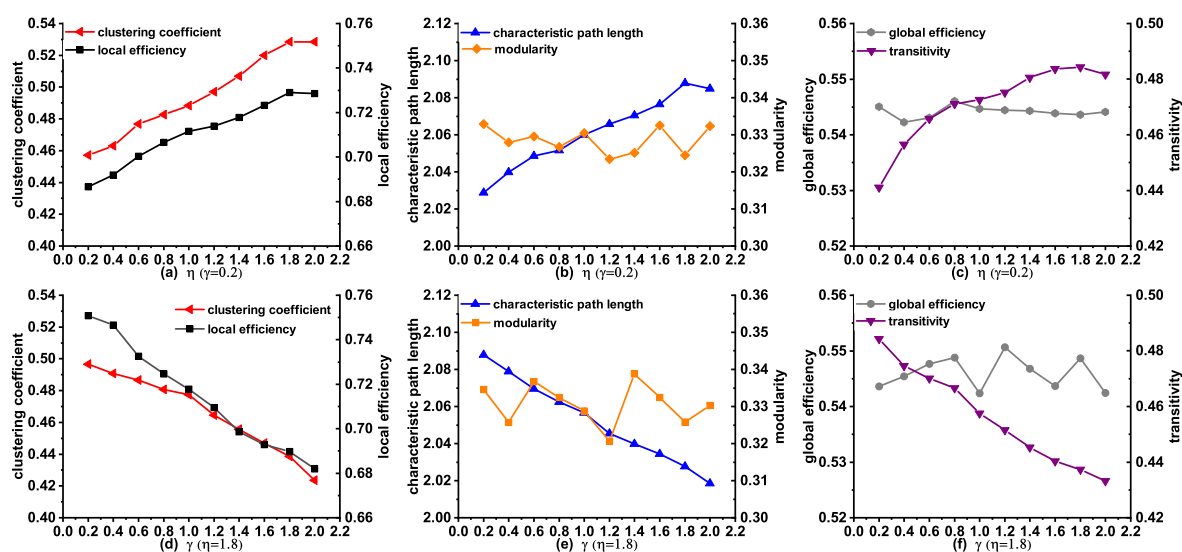 clustering coefficient
local efficiency
0.54
0.52
0.50
0.48
0.46
0.44
0.42
0.40
clustering coefficient
0.76
0.74
0.72
0.70
0.68
0.66
local efficiency
0.0 0.2 0.4 0.6 0.8 1.0 1.2 1.4 1.6 1.8 2.0 2.2
(a) η (γ=0.2)
characteristic path length
modularity
2.12
2.10
2.08
2.06
2.04
2.02
2.00
characteristic path length
0.36
0.35
0.34
0.33
0.32
0.31
0.30
modularity
0.0 0.2 0.4 0.6 0.8 1.0 1.2 1.4 1.6 1.8 2.0 2.2
(b) η (γ=0.2)
global efficiency
transitivity
0.56
0.55
0.54
0.53
0.52
global efficiency
0.50
0.48
0.46
0.44
0.42
transitivity
0.0 0.2 0.4 0.6 0.8 1.0 1.2 1.4 1.6 1.8 2.0 2.2
(c) η (γ=0.2)
clustering coefficient
local efficiency
0.54
0.52
0.50
0.48
0.46
0.44
0.42
0.40
clustering coefficient
0.76
0.74
0.72
0.70
0.68
0.66
local efficiency
0.0 0.2 0.4 0.6 0.8 1.0 1.2 1.4 1.6 1.8 2.0 2.2
(d) γ (η=1.8)
characteristic path length
modularity
2.12
2.10
2.08
2.06
2.04
2.02
2.00
characteristic path length
0.36
0.35
0.34
0.33
0.32
0.31
0.30
modularity
0.0 0.2 0.4 0.6 0.8 1.0 1.2 1.4 1.6 1.8 2.0 2.2
(e) γ (η=1.8)
global efficiency
transitivity
0.56
0.55
0.54
0.53
0.52
global efficiency
0.50
0.48
0.46
0.44
0.42
transitivity
0.0 0.2 0.4 0.6 0.8 1.0 1.2 1.4 1.6 1.8 2.0 2.2
(f) γ (η=1.8)